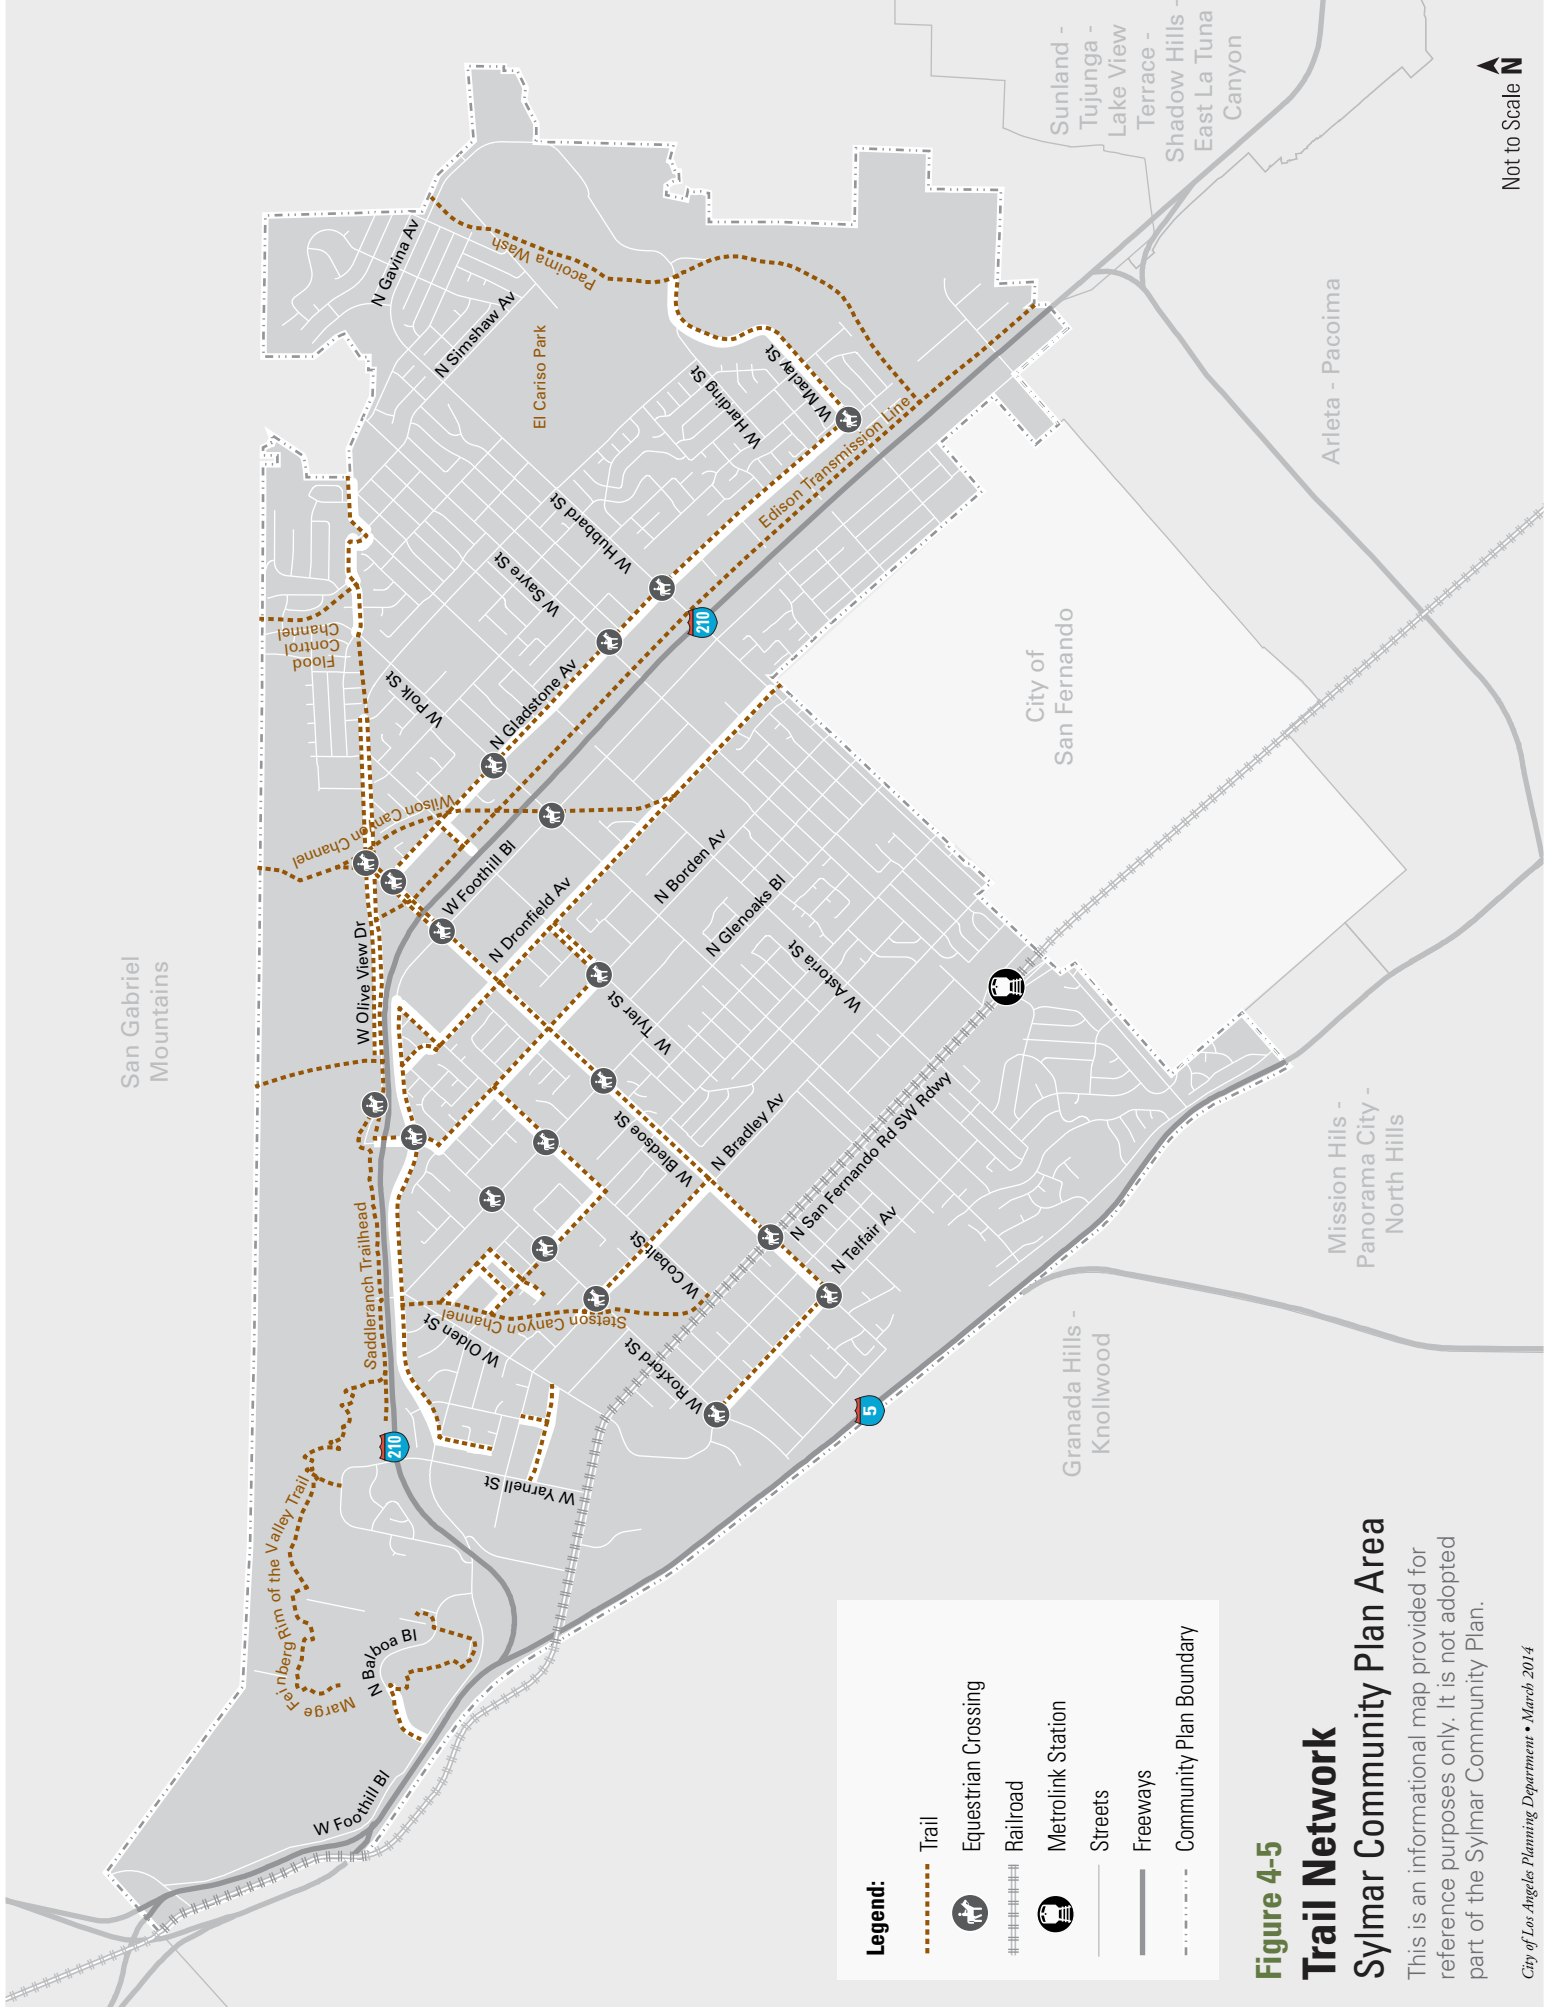 San Gabriel
Mountains
Sunland -
Tujunga -
Lake View
Terrace -
Shadow Hills -
East La Tuna
Canyon
Arleta - Pacoima
City of
San Fernando
Mission Hils -
Panorama City -
North Hills
Granada Hills -
Knollwood
N Gavina Av
N Simshaw Av
Pacoima Wash
El Cariso Park
W Maclay St
W Harding St
W Hubbard St
W Sayre St
Edison Transmission Line
Flood
Control
Channel
W Polk St
N Gladstone Av
210
Wilson Canyon Channel
W Foothill Bl
N Dronfield Av
W Olive View Dr
N Borden Av
N Glenoaks Bl
W Astoria St
W Tyler St
W Bledsoe St
N Bradley Av
N San Fernando Rd SW Rdwy
N Telfair Av
W Cobalt St
Saddleranch Trailhead
Stetson Canyon Channel
W Olden St
W Roxford St
5
210
W Yarnell St
Marge Feinberg Rim of the Valley Trail
N Balboa Bl
W Foothill Bl
Legend:
Trail
Equestrian Crossing
Railroad
Metrolink Station
Streets
Freeways
Community Plan Boundary
Figure 4-5
Trail Network
Sylmar Community Plan Area
This is an informational map provided for
reference purposes only. It is not adopted
part of the Sylmar Community Plan.
City of Los Angeles Planning Department • March 2014
Not to Scale N